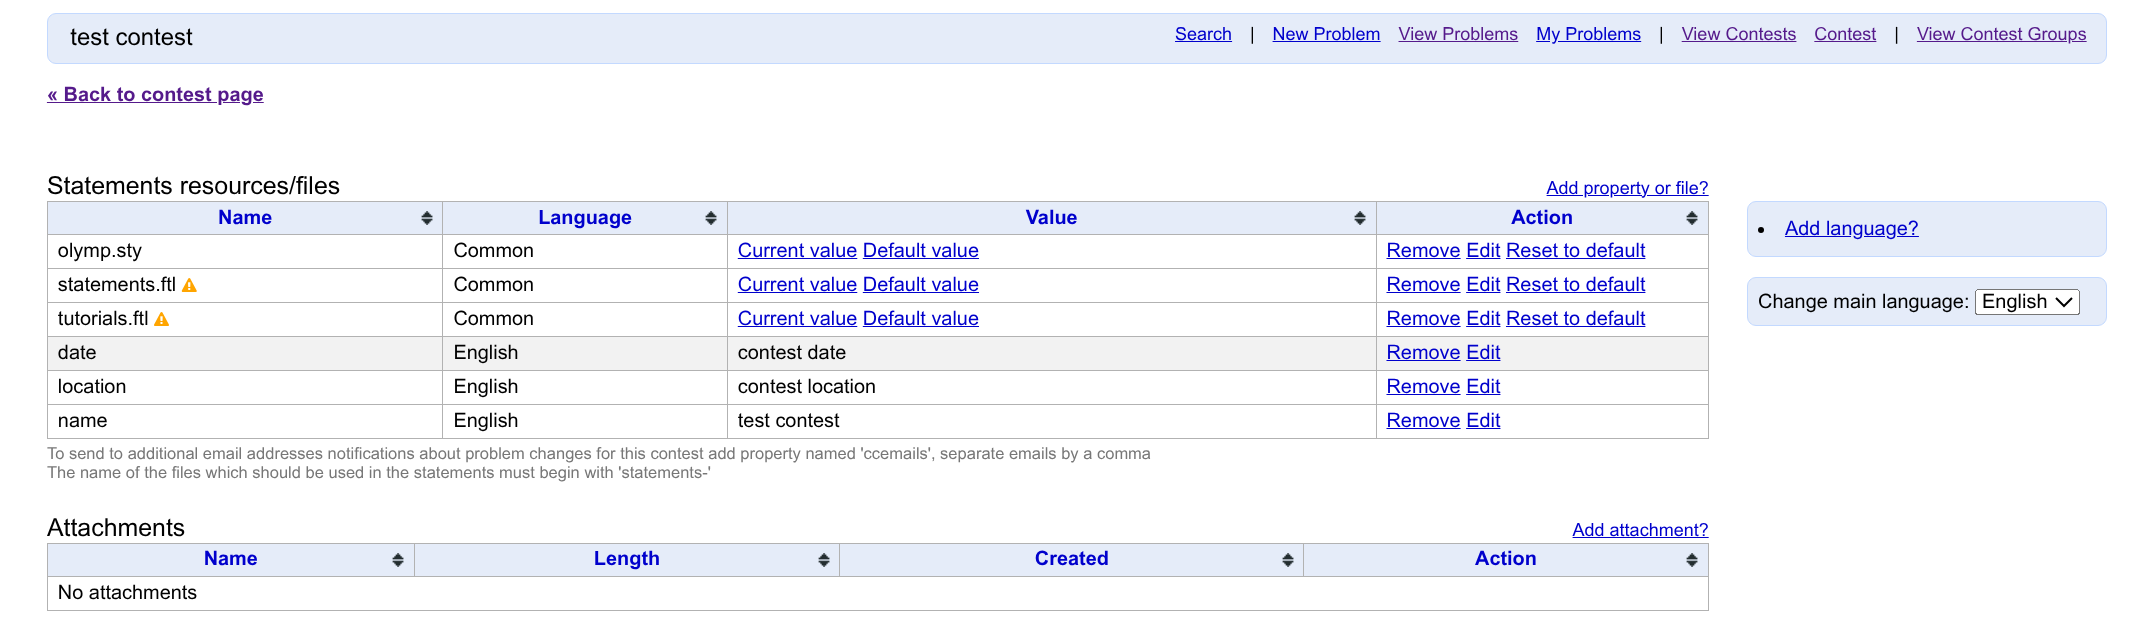 test contest
Search | New Problem View Problems My Problems | View Contests Contest | View Contest Groups
« Back to contest page
Statements resources/files
Add property or file?
Name Language Value Action
olymp.sty Common Current value Default value Remove Edit Reset to default
statements.ftl Common Current value Default value Remove Edit Reset to default
tutorials.ftl Common Current value Default value Remove Edit Reset to default
date English contest date Remove Edit
location English contest location Remove Edit
name English test contest Remove Edit
To send to additional email addresses notifications about problem changes for this contest add property named 'ccemails', separate emails by a comma
The name of the files which should be used in the statements must begin with 'statements-'
Add language?
Change main language: English
Attachments
Add attachment?
Name Length Created Action
No attachments